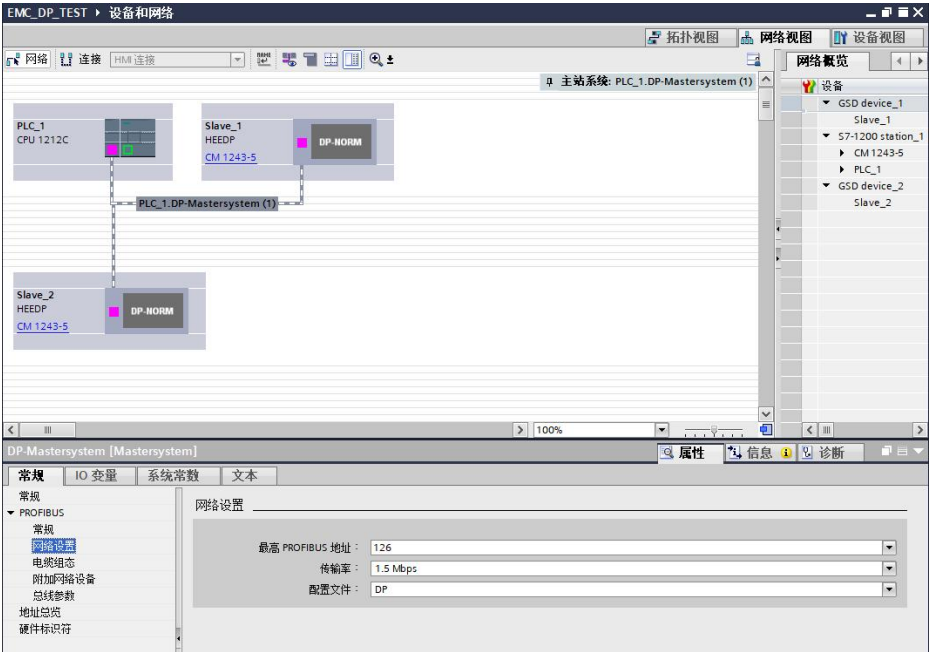 EMC_DP_TEST ▸ 设备和网络
拓扑视图 网络视图 设备视图
网络 连接 HMI 连接
网络概览
主站系统: PLC_1.DP-Mastersystem (1)
设备
GSD device_1
Slave_1
S7-1200 station_1
CM 1243-5
PLC_1
GSD device_2
Slave_2
PLC_1
CPU 1212C
Slave_1
HEEDP
CM 1243-5
DP-NORM
PLC_1.DP-Mastersystem (1)
Slave_2
HEEDP
CM 1243-5
DP-NORM
100%
DP-Mastersystem [Mastersystem]
属性 信息 诊断
常规 IO 变量 系统常数 文本
常规
PROFIBUS
常规
网络设置
电缆组态
附加网络设备
总线参数
地址总览
硬件标识符
网络设置
最高 PROFIBUS 地址: 126
传输率: 1.5 Mbps
配置文件: DP